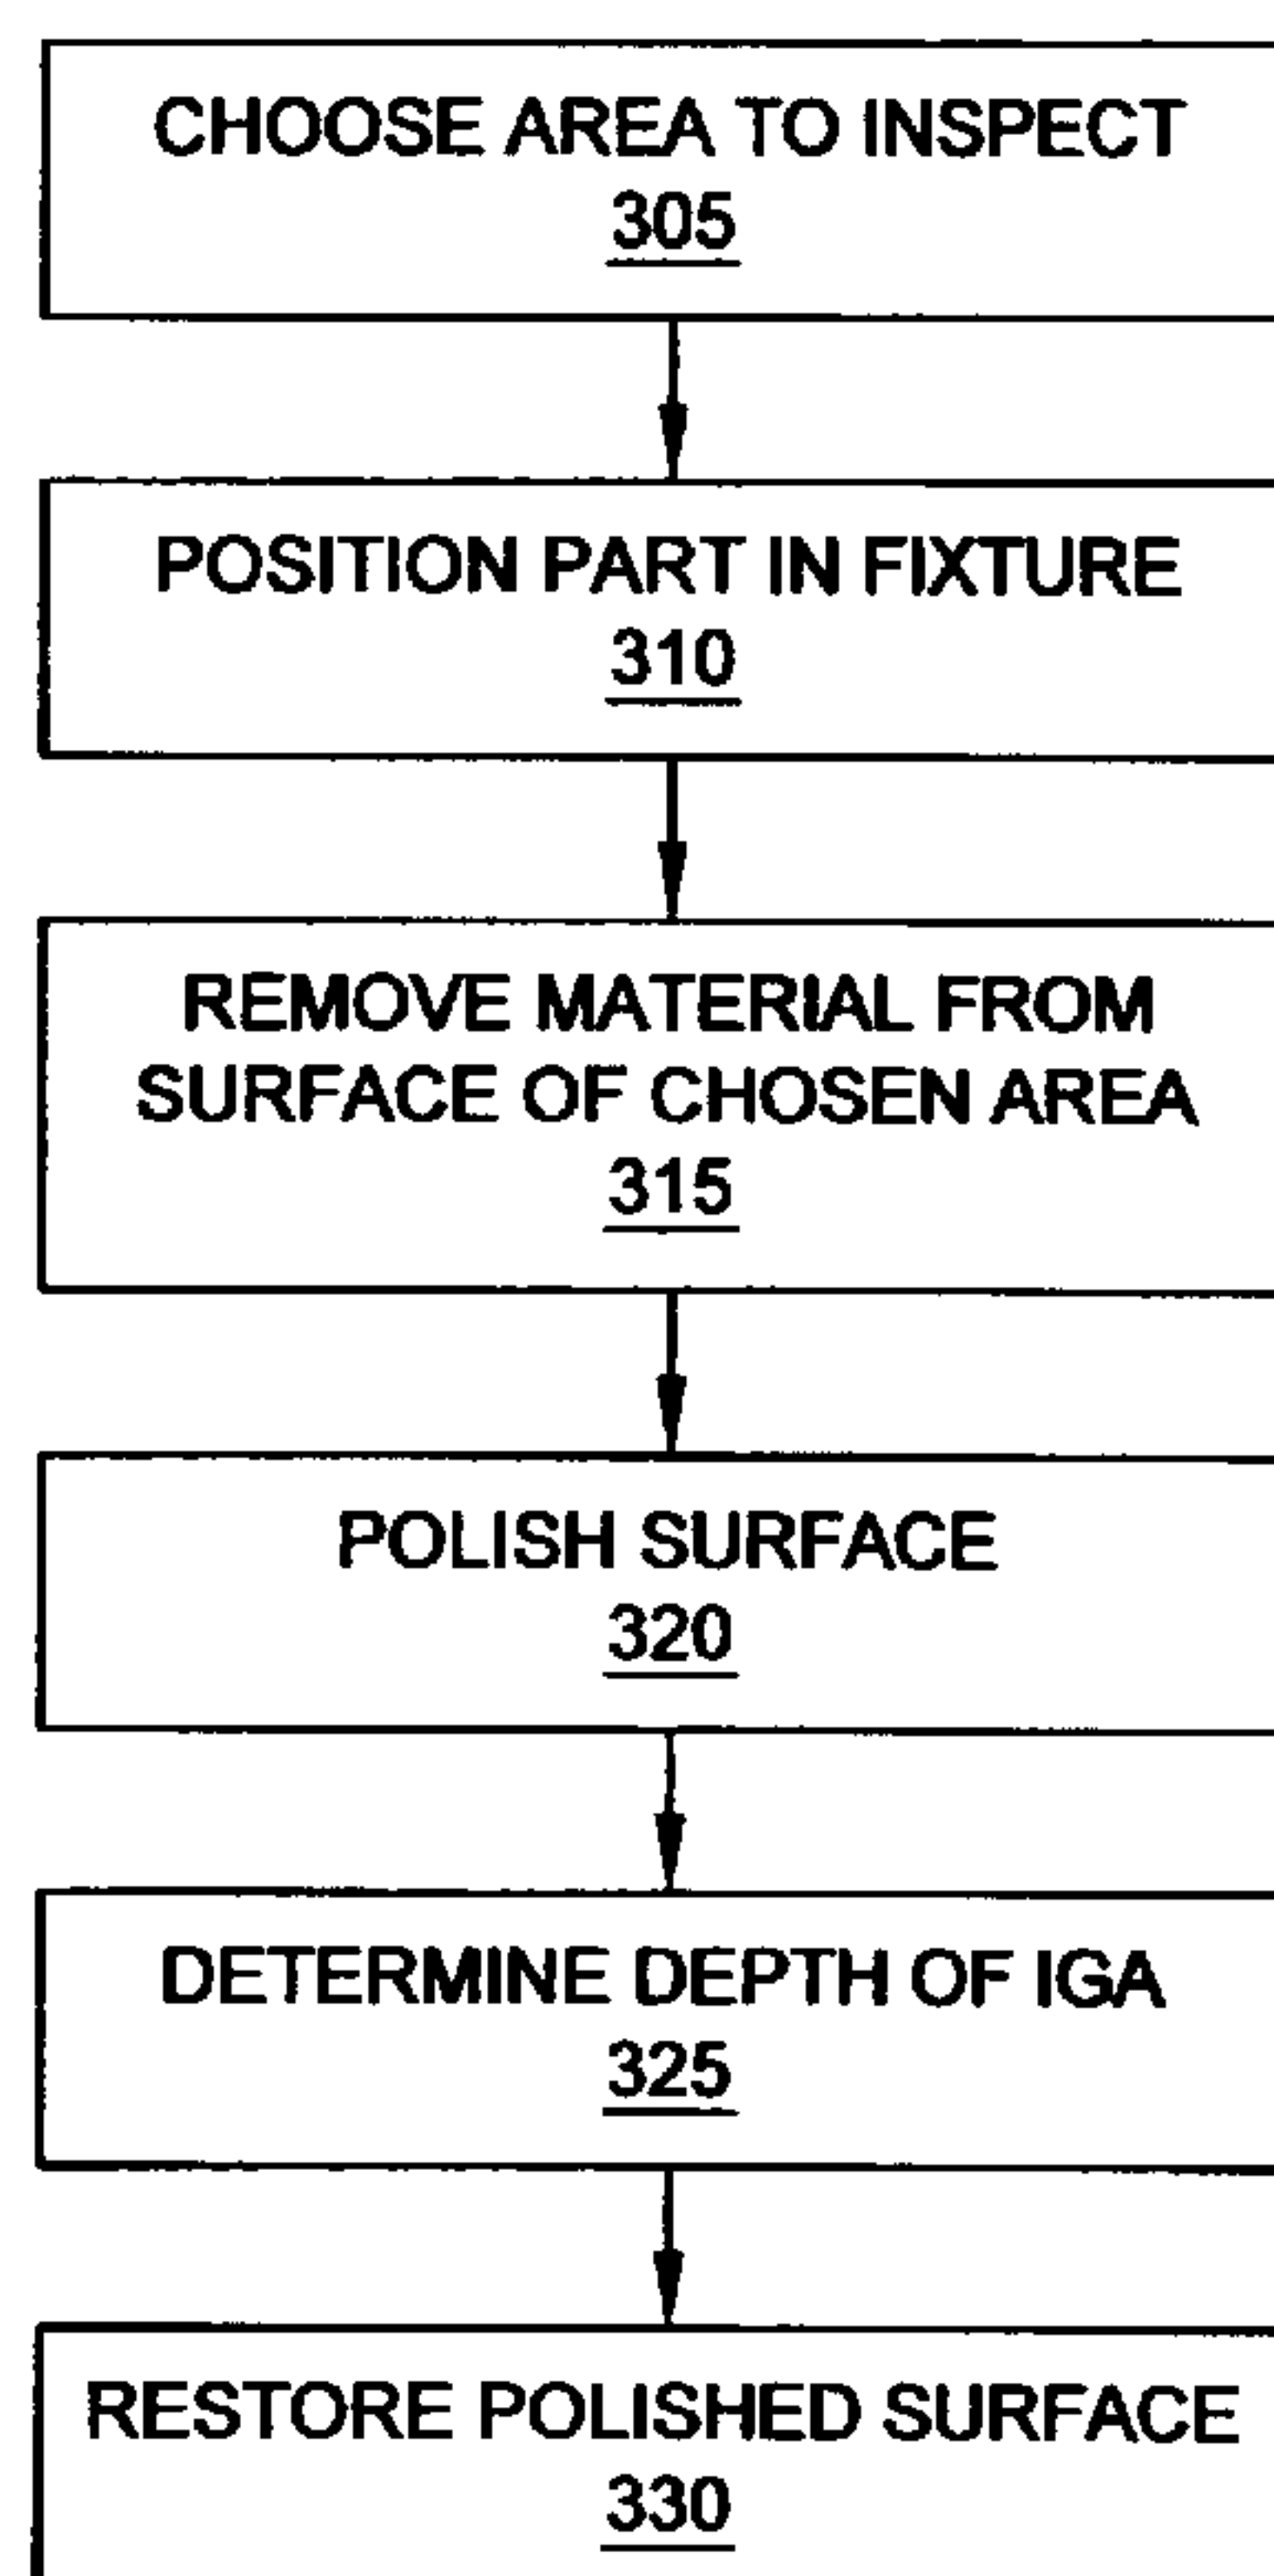 CHOOSE AREA TO INSPECT
305
POSITION PART IN FIXTURE
310
REMOVE MATERIAL FROM
SURFACE OF CHOSEN AREA
315
POLISH SURFACE
320
DETERMINE DEPTH OF IGA
325
RESTORE POLISHED SURFACE
330